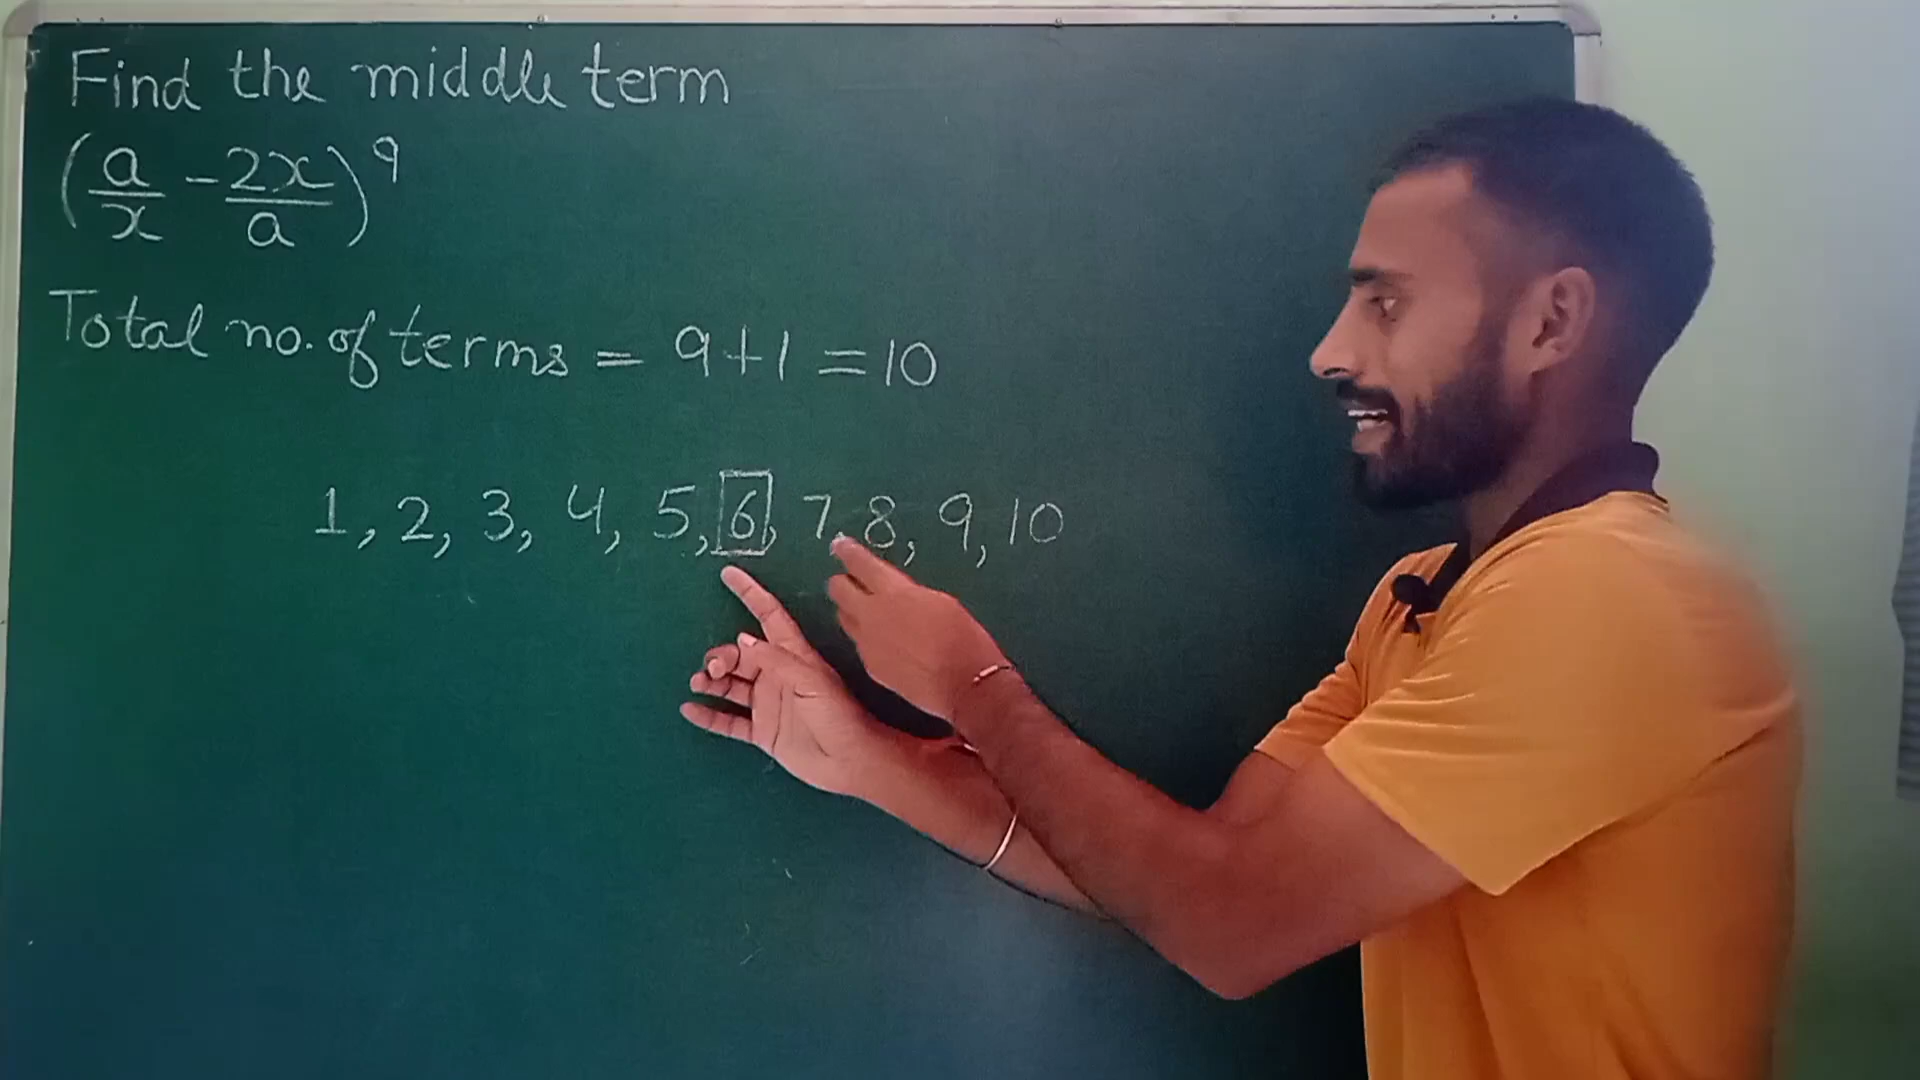 Find the middle term
(a/x - 2x/a)^9
Total no. of terms = 9+1 = 10
1, 2, 3, 4, 5, 6, 7, 8, 9, 10